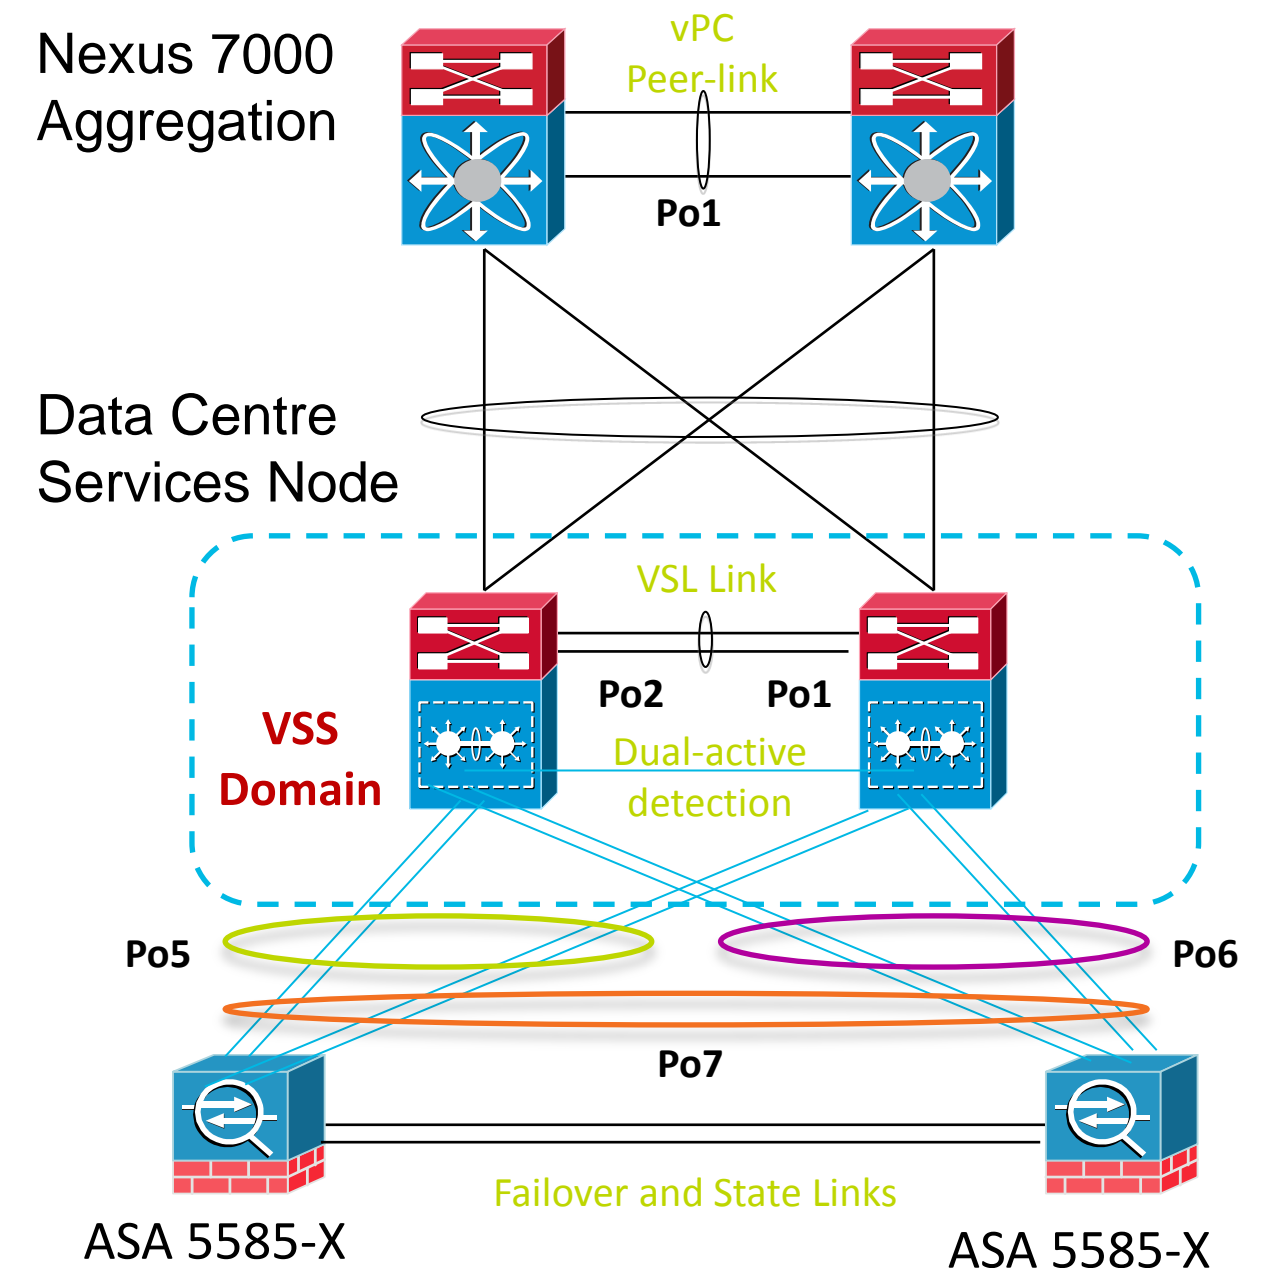 Nexus 7000
Aggregation
vPC
Peer-link
Po1
Data Centre
Services Node
VSL Link
Po2
Po1
VSS
Domain
Dual-active
detection
Po5
Po6
Po7
Failover and State Links
ASA 5585-X
ASA 5585-X